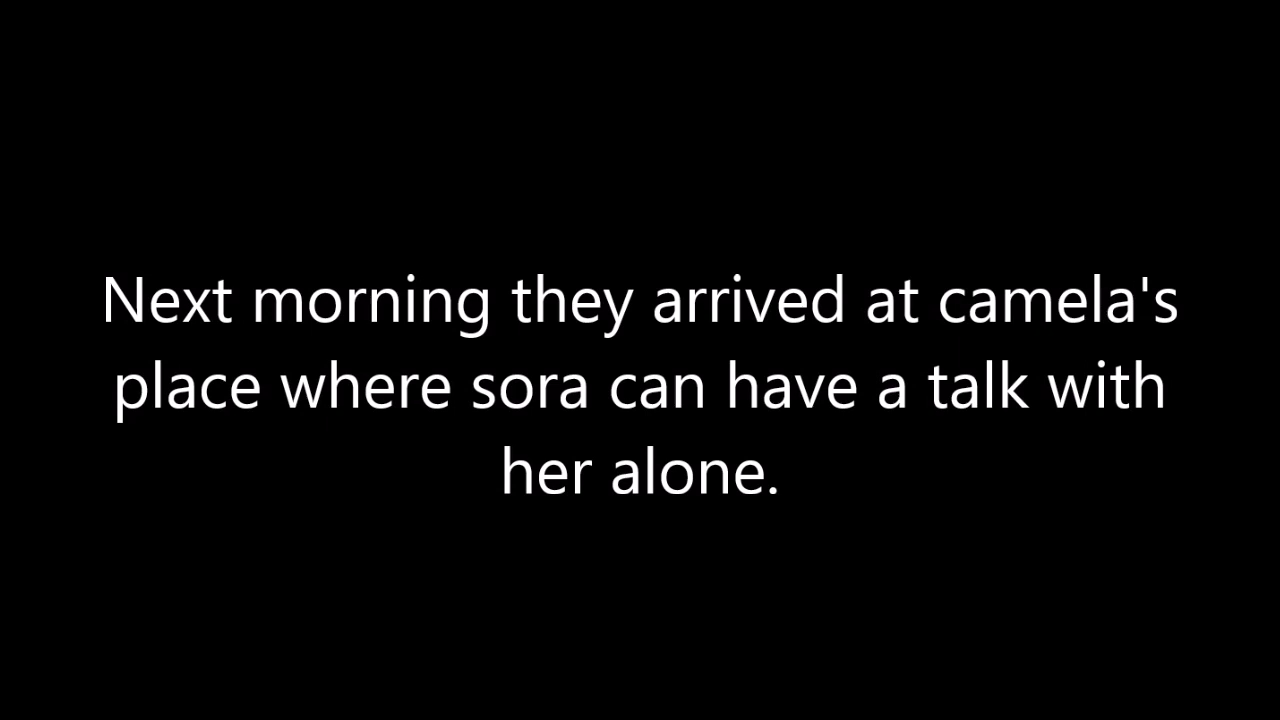 Next morning they arrived at camela's
place where sora can have a talk with
her alone.